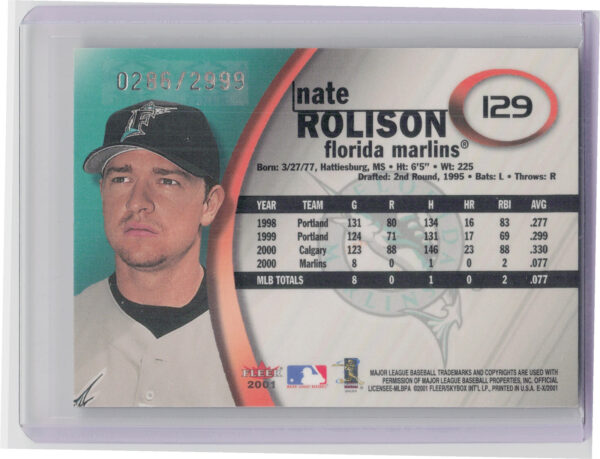 0286/2999
nate
ROLISON
florida marlins®
129
Born: 3/27/77, Hattiesburg, MS • Ht: 6'5" • Wt: 225
Drafted: 2nd Round, 1995 • Bats: L • Throws: R
YEAR TEAM G R H HR RBI AVG
1998 Portland 131 80 134 16 83 .277
1999 Portland 124 71 131 17 69 .299
2000 Calgary 123 88 146 23 88 .330
2000 Marlins 8 0 1 0 2 .077
MLB TOTALS 8 0 1 0 2 .077
FLEER
2001
MAJOR LEAGUE BASEBALL TRADEMARKS AND COPYRIGHTS ARE USED WITH
PERMISSION OF MAJOR LEAGUE BASEBALL PROPERTIES, INC. OFFICIAL
LICENSEE-MLBPA ©2001 FLEER/SKYBOX INT'L LP., PRINTED IN U.S.A. E-X/2001